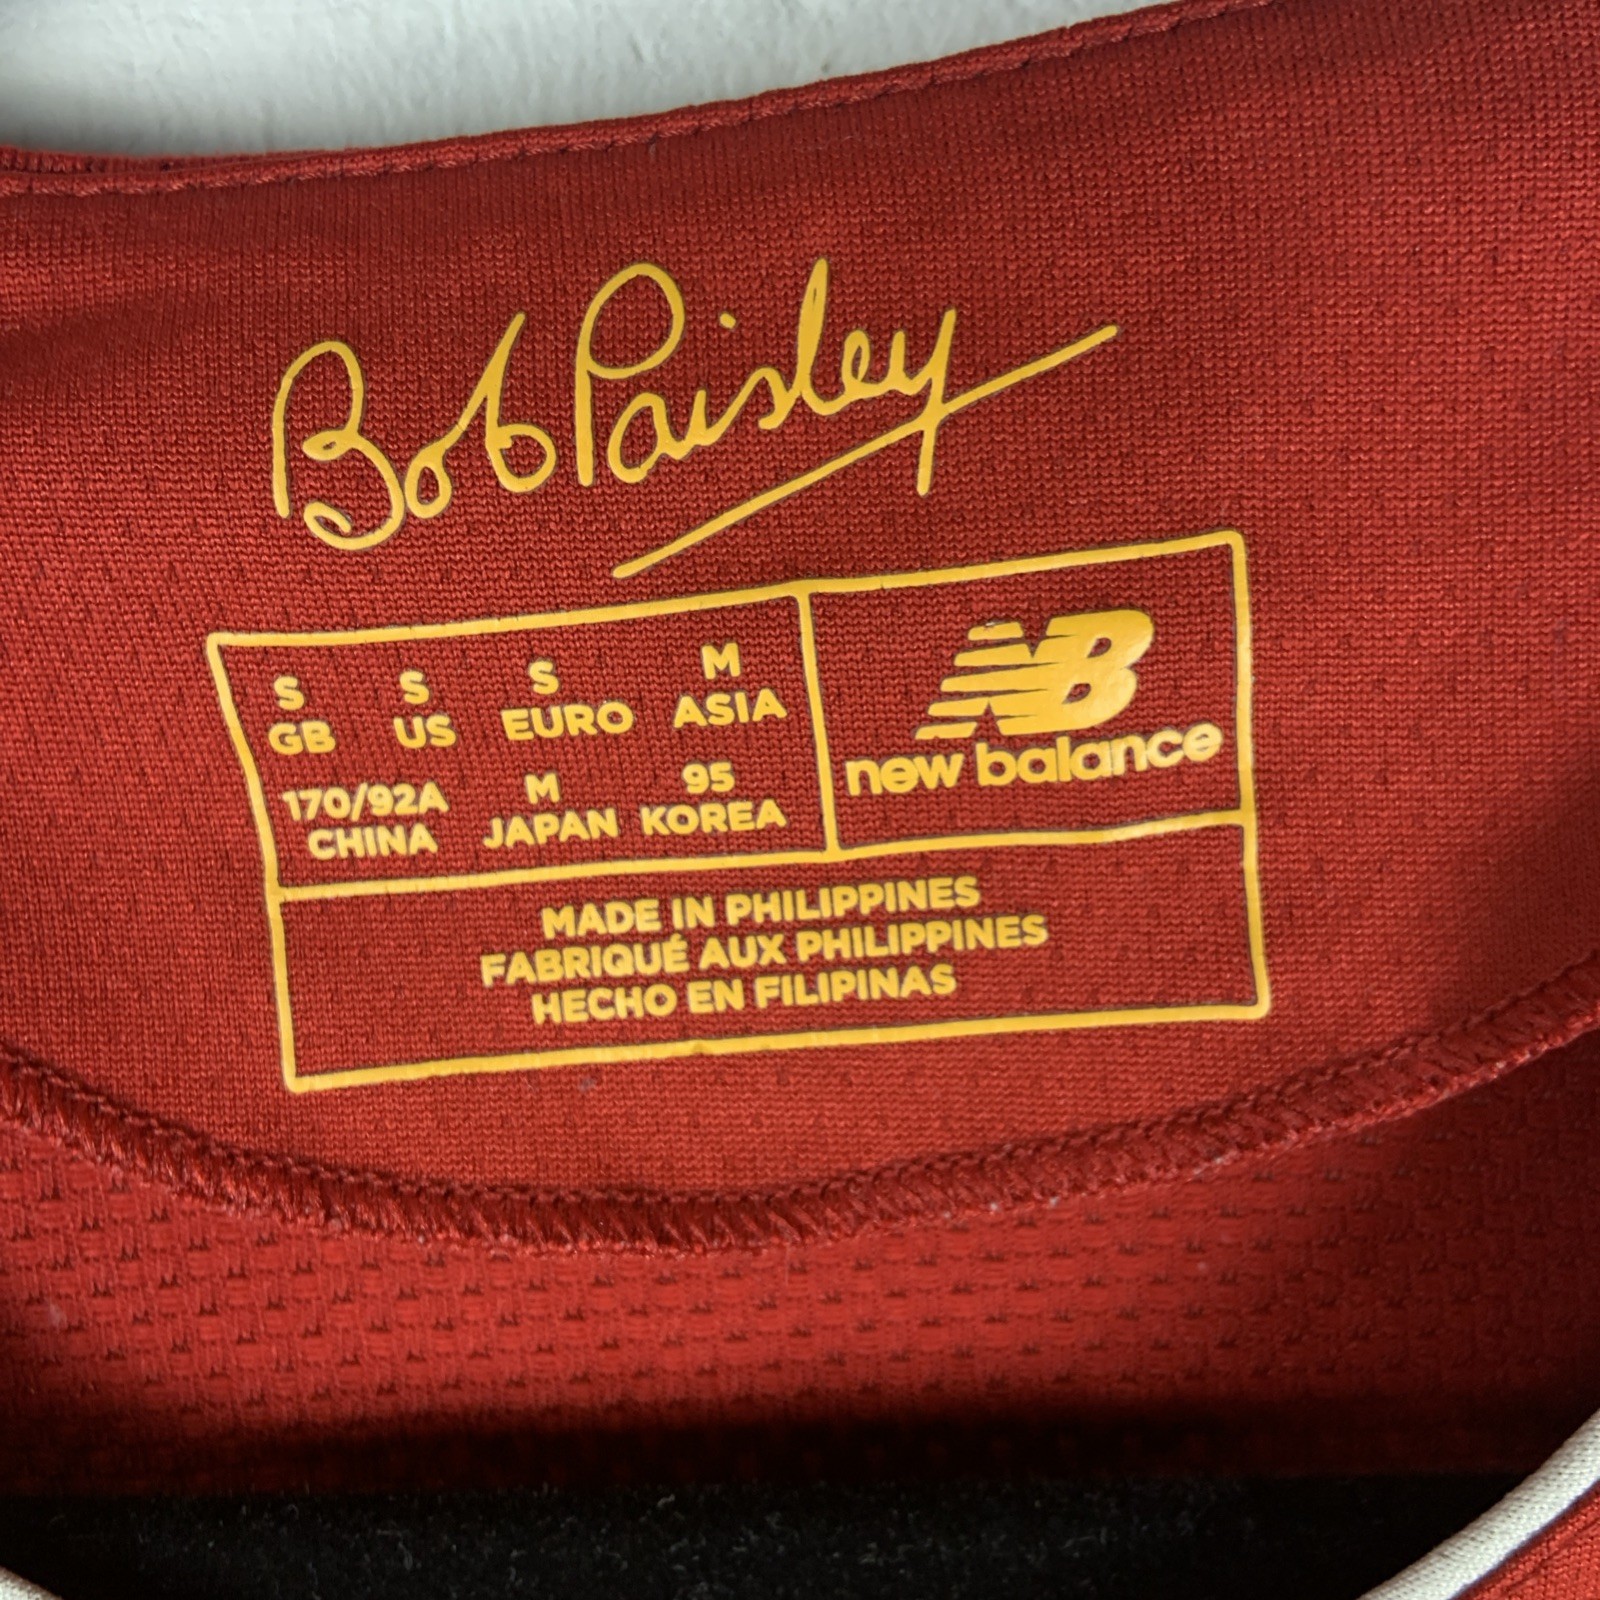 Bob Paisley
S S S M
GB US EURO ASIA
170/92A M 95
CHINA JAPAN KOREA
NB
new balance
MADE IN PHILIPPINES
FABRIQUÉ AUX PHILIPPINES
HECHO EN FILIPINAS